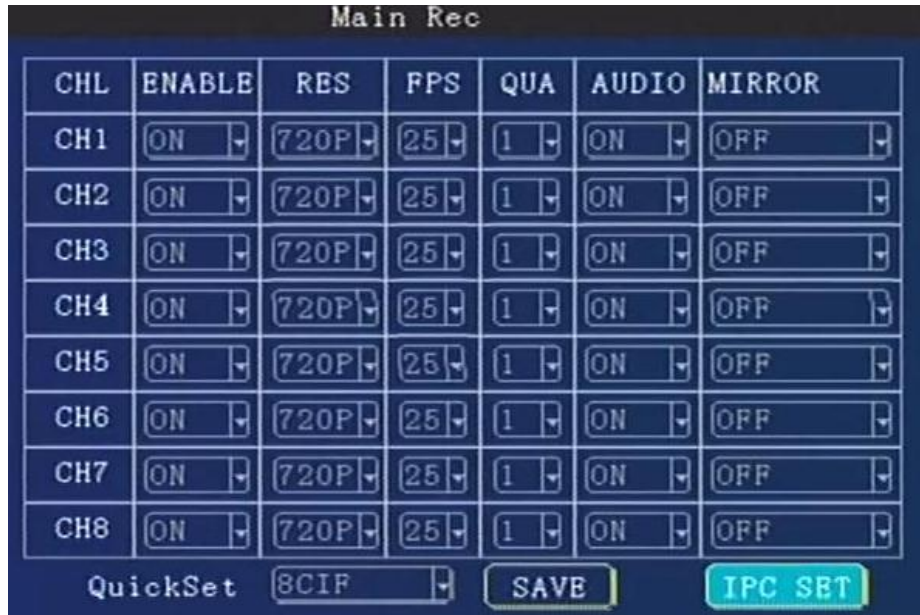 Main Rec
CHL ENABLE RES FPS QUA AUDIO MIRROR
CH1 ON 720P 25 1 ON OFF
CH2 ON 720P 25 1 ON OFF
CH3 ON 720P 25 1 ON OFF
CH4 ON 720P 25 1 ON OFF
CH5 ON 720P 25 1 ON OFF
CH6 ON 720P 25 1 ON OFF
CH7 ON 720P 25 1 ON OFF
CH8 ON 720P 25 1 ON OFF
QuickSet 8CIF SAVE IPC SET